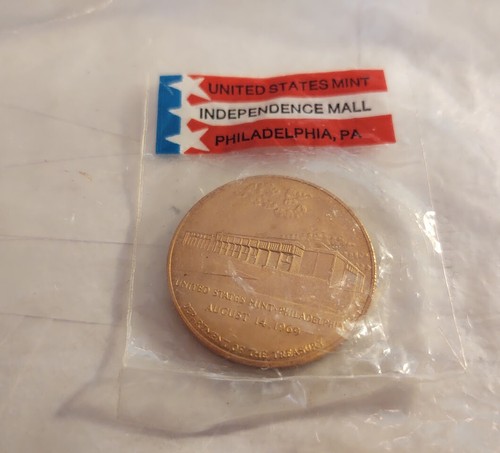 UNITED STATES MINT
INDEPENDENCE MALL
PHILADELPHIA, PA
UNITED STATES MINT PHILADELPHIA
AUGUST 14, 1969
DEPARTMENT OF THE TREASURY